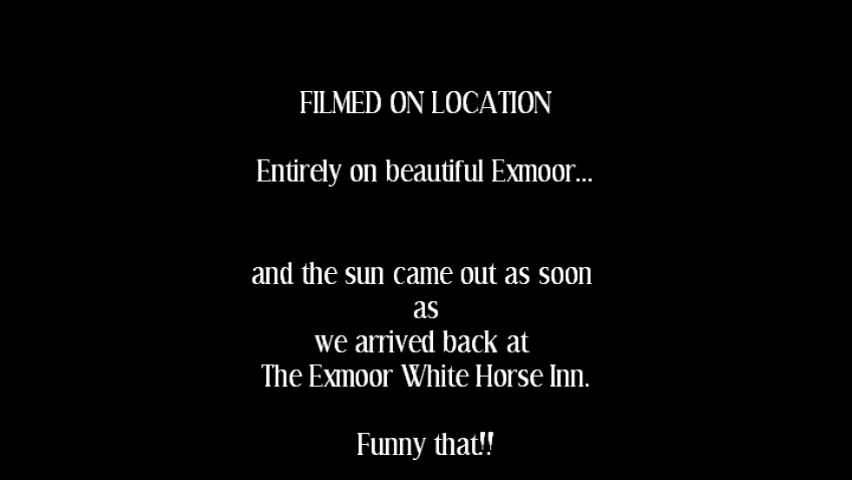 FILMED ON LOCATION
Entirely on beautiful Exmoor...
and the sun came out as soon
as
we arrived back at
The Exmoor White Horse Inn.
Funny that!!